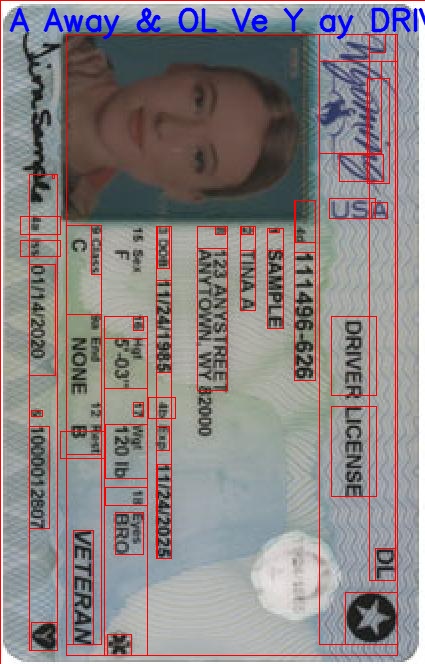 A Away & OL Ve Y ay DRIV
Wyoming
USA
DRIVER LICENSE
DL
4d 111496-626
1 SAMPLE
2 TINA A
8 123 ANYSTREET
ANYTOWN, WY 82000
3 DOB 11/24/1985
4b Exp 11/24/2025
15 Sex F
16 Hgt 5'-03"
17 Wgt 120 lb
18 Eyes BRO
9 Class C
9a End NONE
12 Rest B
VETERAN
4a Iss 01/14/2020
5 1000012807
Tina Sample